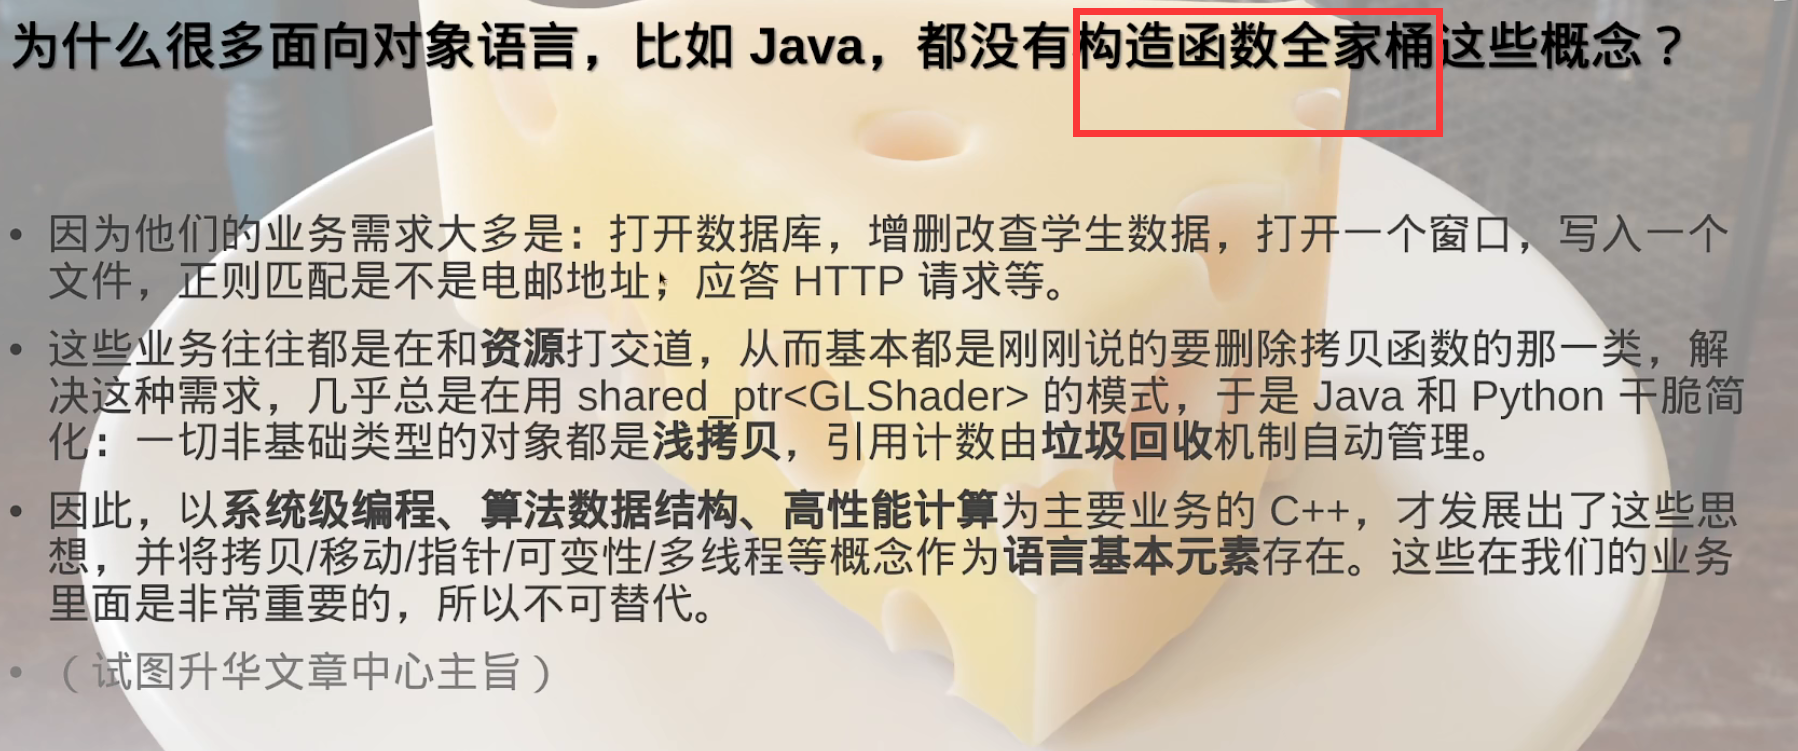 为什么很多面向对象语言，比如 Java，都没有构造函数全家桶这些概念？
• 因为他们的业务需求大多是：打开数据库，增删改查学生数据，打开一个窗口，写入一个
文件，正则匹配是不是电邮地址；应答 HTTP 请求等。
• 这些业务往往都是在和资源打交道，从而基本都是刚刚说的要删除拷贝函数的那一类，解
决这种需求，几乎总是在用 shared_ptr<GLShader> 的模式，于是 Java 和 Python 干脆简
化：一切非基础类型的对象都是浅拷贝，引用计数由垃圾回收机制自动管理。
• 因此，以系统级编程、算法数据结构、高性能计算为主要业务的 C++，才发展出了这些思
想，并将拷贝/移动/指针/可变性/多线程等概念作为语言基本元素存在。这些在我们的业务
里面是非常重要的，所以不可替代。
• （试图升华文章中心主旨）